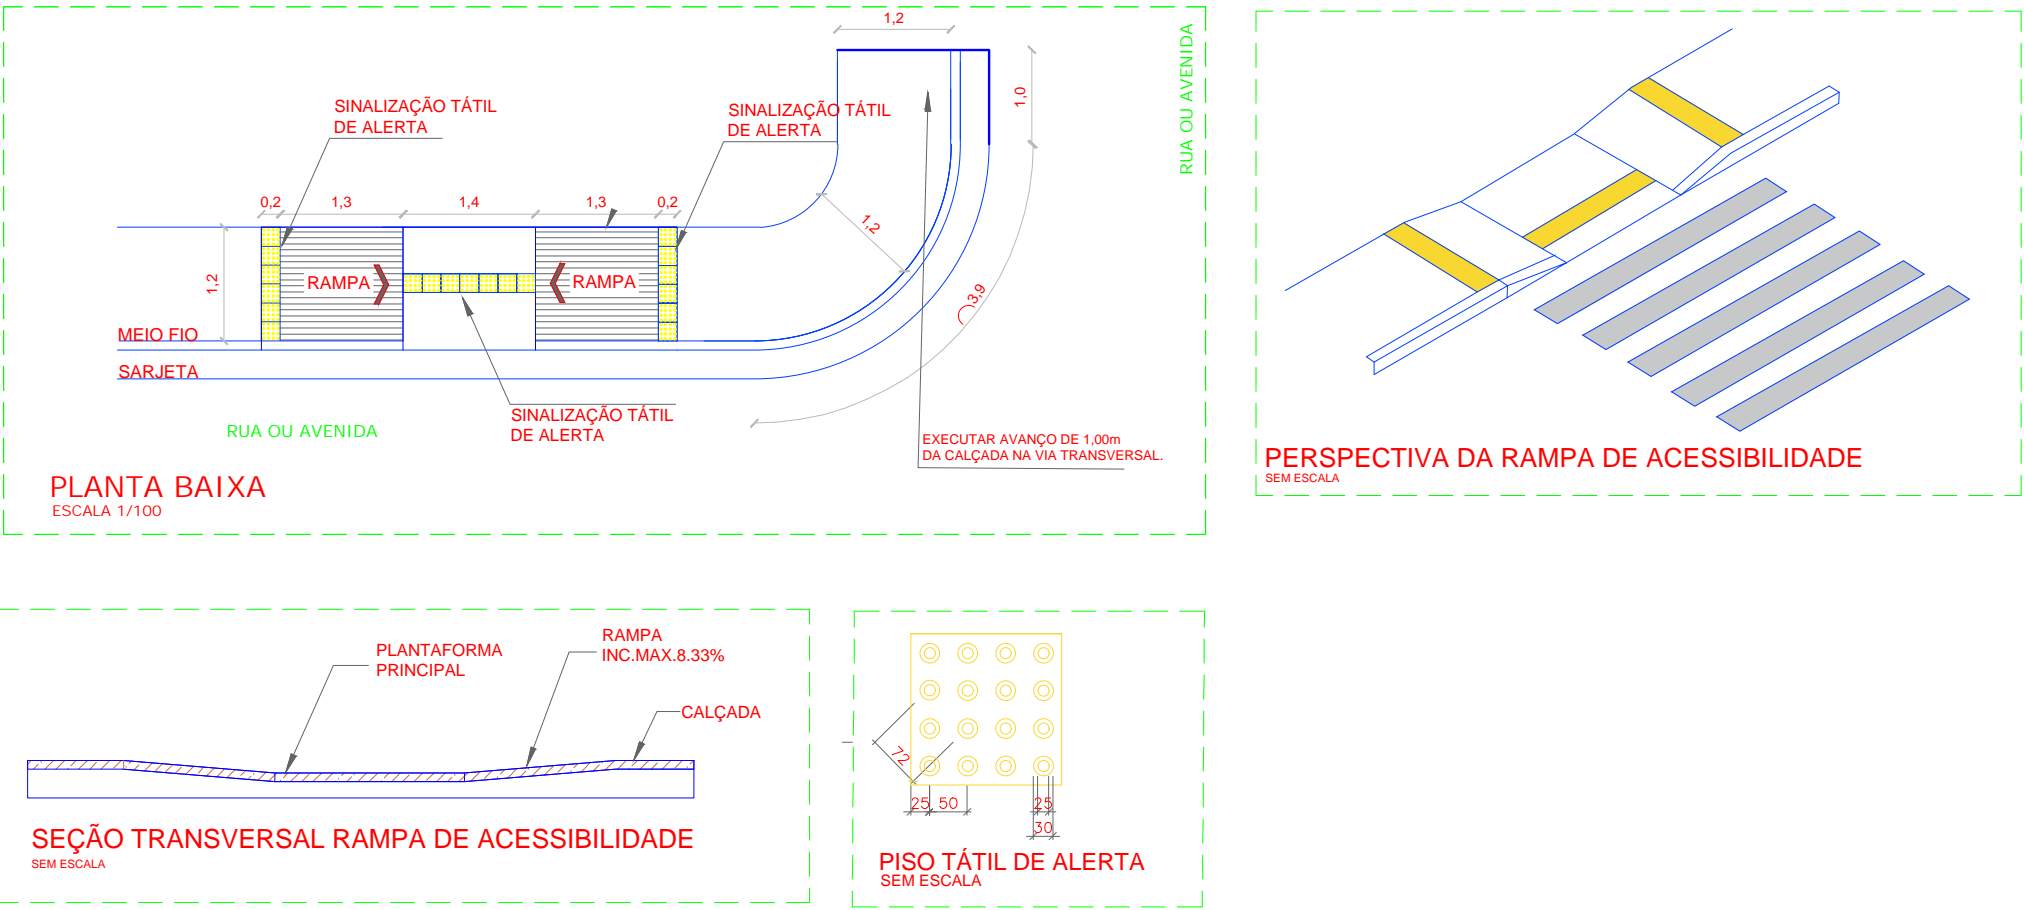 1,2
RUA OU AVENIDA
1,0
SINALIZAÇÃO TÁTIL
DE ALERTA
SINALIZAÇÃO TÁTIL
DE ALERTA
0,2
1,3
1,4
1,3
0,2
1,2
1,2
RAMPA
RAMPA
3,9
MEIO FIO
SARJETA
SINALIZAÇÃO TÁTIL
DE ALERTA
RUA OU AVENIDA
EXECUTAR AVANÇO DE 1,00m
DA CALÇADA NA VIA TRANSVERSAL.
PLANTA BAIXA
ESCALA 1/100
PERSPECTIVA DA RAMPA DE ACESSIBILIDADE
SEM ESCALA
PLANTAFORMA
PRINCIPAL
RAMPA
INC.MAX.8.33%
CALÇADA
SEÇÃO TRANSVERSAL RAMPA DE ACESSIBILIDADE
SEM ESCALA
72
25
50
25
30
PISO TÁTIL DE ALERTA
SEM ESCALA